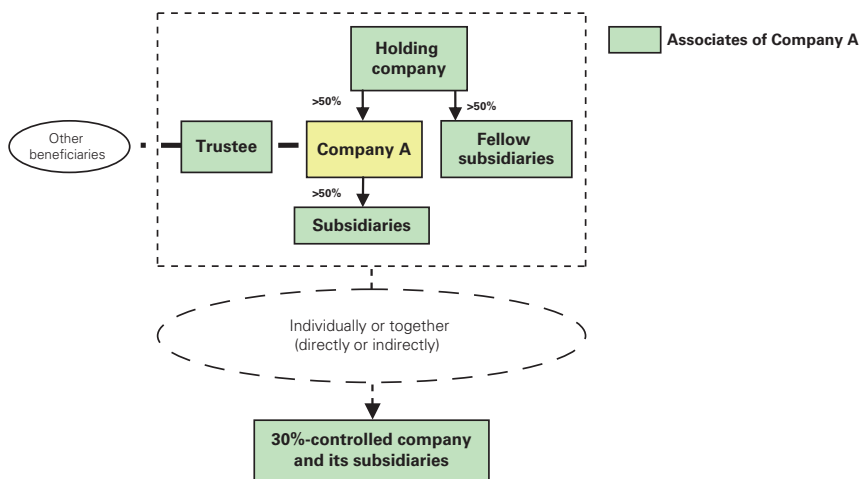 Holding
company
Associates of Company A
>50%
>50%
Other
beneficiaries
Trustee
Company A
Fellow
subsidiaries
>50%
Subsidiaries
Individually or together
(directly or indirectly)
30%-controlled company
and its subsidiaries